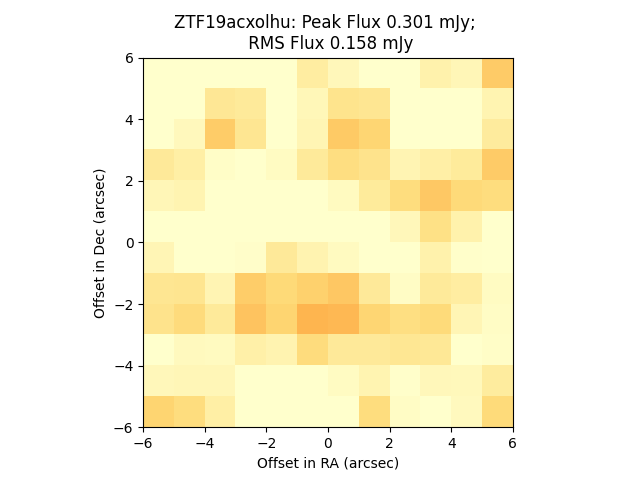 ZTF19acxolhu: Peak Flux 0.301 mJy;
RMS Flux 0.158 mJy
6
4
2
0
−2
−4
−6
Offset in Dec (arcsec)
−6 −4 −2 0 2 4 6
Offset in RA (arcsec)